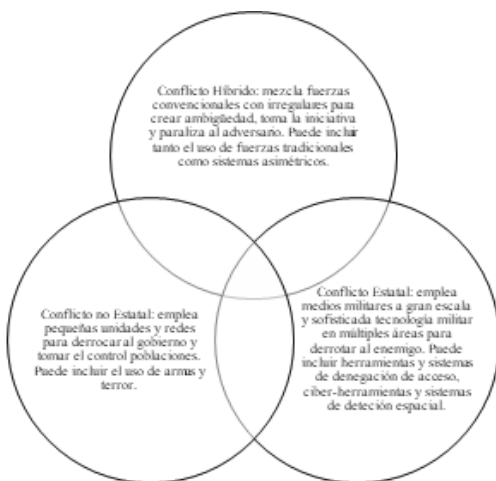 Conflicto Híbrido: mezcla fuerzas
convencionales con irregulares para
crear ambigüedad, toma la iniciativa
y paraliza al adversario. Puede incluir
tanto el uso de fuerzas tradicionales
como sistemas asimétricos.
Conflicto no Estatal: emplea
pequeñas unidades y redes
para derrocar al gobierno y
tomar el control poblaciones.
Puede incluir el uso de armas y
terror.
Conflicto Estatal: emplea
medios militares a gran escala
y sofisticada tecnología militar
en múltiples áreas para
derrotar al enemigo. Puede
incluir herramientas y sistemas
de denegación de acceso,
ciber-herramientas y sistemas
de deteción espacial.